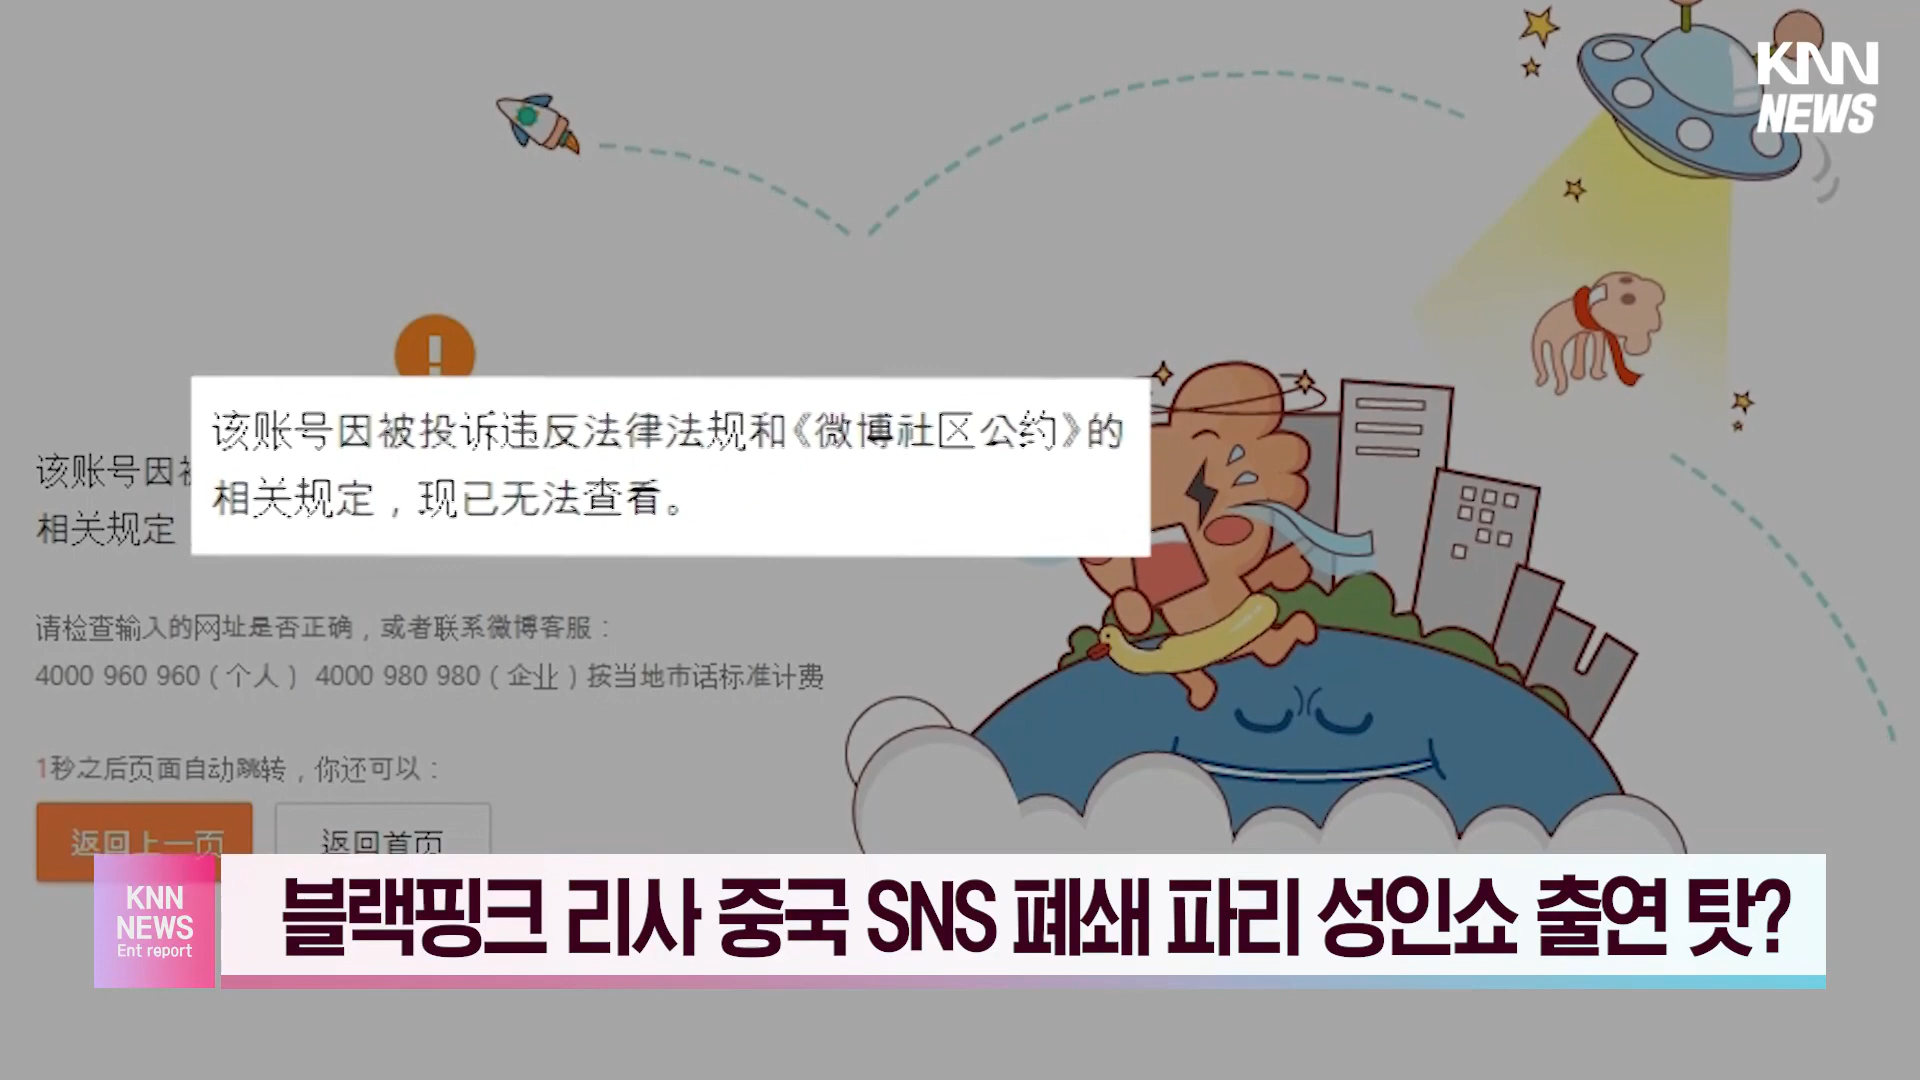 KNN
NEWS
该账号因被投诉违反法律法规和《微博社区公约》的
相关规定，现已无法查看。
该账号因被
相关规定
请检查输入的网址是否正确，或者联系微博客服：
4000 960 960（个人） 4000 980 980（企业）按当地市话标准计费
1秒之后页面自动跳转，你还可以：
返回上一页 返回首页
KNN
NEWS
Ent report
블랙핑크 리사 중국 SNS 폐쇄 파리 성인쇼 출연 탓?